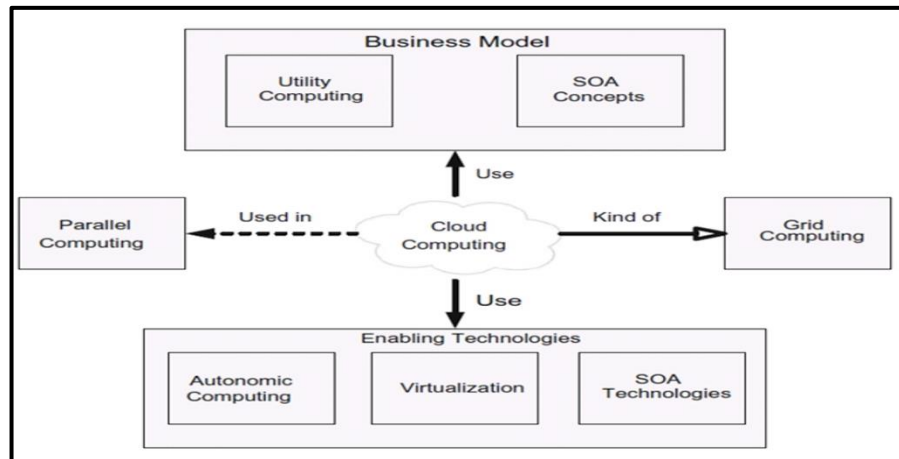 Business Model
Utility
Computing
SOA
Concepts
Use
Parallel
Computing
Used in
Cloud
Computing
Kind of
Grid
Computing
Use
Enabling Technologies
Autonomic
Computing
Virtualization
SOA
Technologies